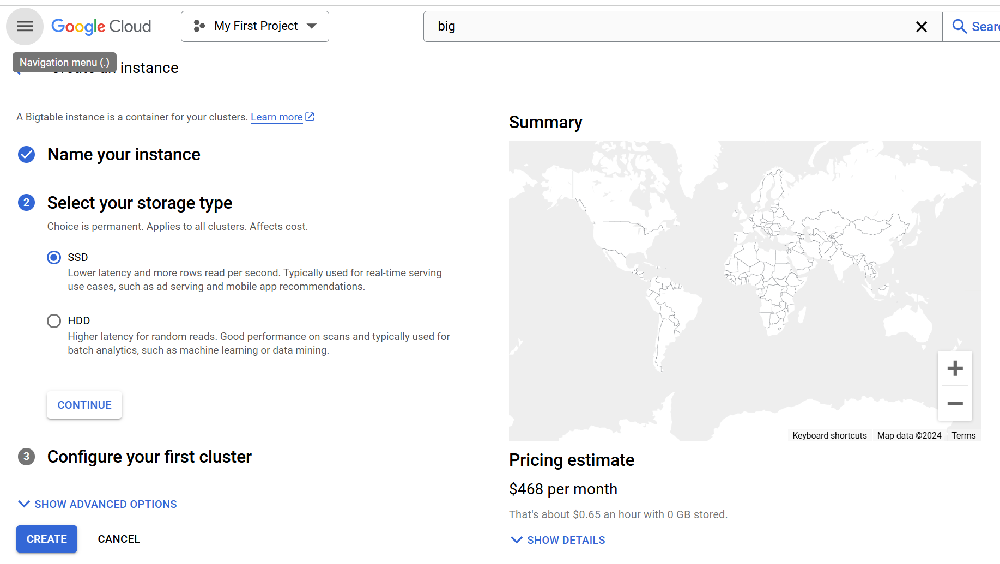 Google Cloud
My First Project
big
Navigation menu (.)
instance
A Bigtable instance is a container for your clusters. Learn more
Name your instance
2
Select your storage type
Choice is permanent. Applies to all clusters. Affects cost.
SSD
Lower latency and more rows read per second. Typically used for real-time serving
use cases, such as ad serving and mobile app recommendations.
HDD
Higher latency for random reads. Good performance on scans and typically used for
batch analytics, such as machine learning or data mining.
CONTINUE
3
Configure your first cluster
SHOW ADVANCED OPTIONS
CREATE
CANCEL
Summary
Keyboard shortcuts
Map data ©2024
Terms
Pricing estimate
$468 per month
That's about $0.65 an hour with 0 GB stored.
SHOW DETAILS